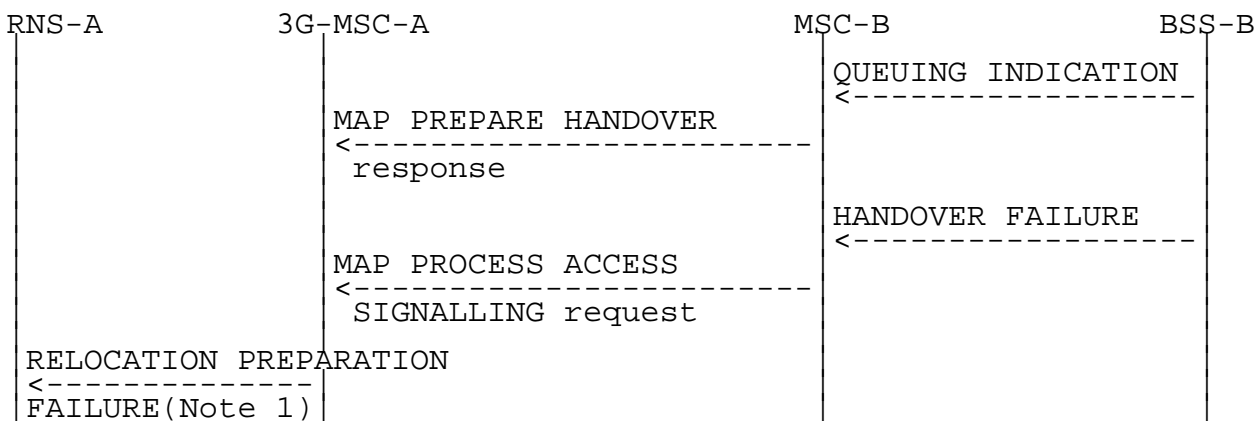 RNS-A 3G-MSC-A MSC-B BSS-B
QUEUING INDICATION
MAP PREPARE HANDOVER
response
HANDOVER FAILURE
MAP PROCESS ACCESS
SIGNALLING request
RELOCATION PREPARATION
FAILURE(Note 1)